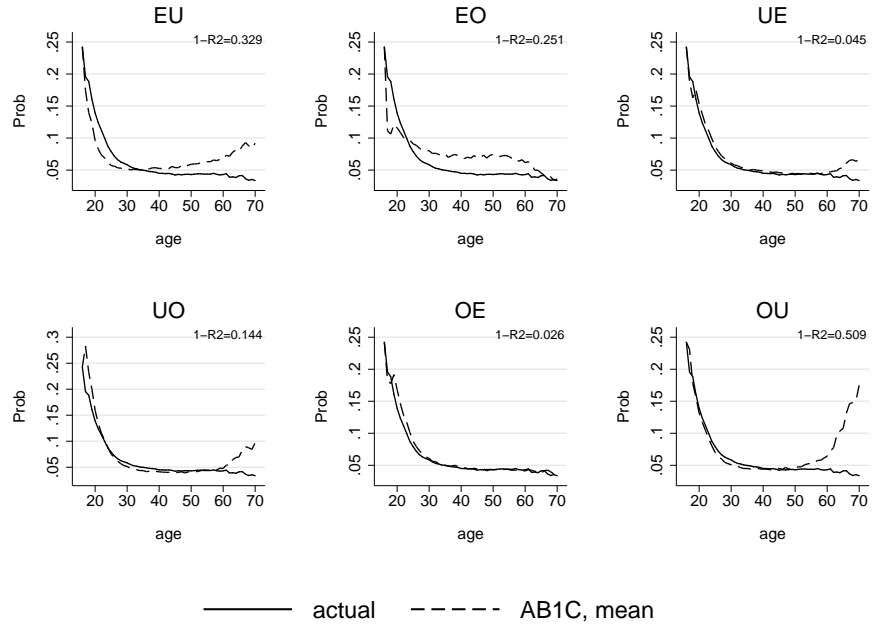 EU
1−R2=0.329
.25
.2
.15
.1
.05
Prob
20 30 40 50 60 70
age
EO
1−R2=0.251
.25
.2
.15
.1
.05
Prob
20 30 40 50 60 70
age
UE
1−R2=0.045
.25
.2
.15
.1
.05
Prob
20 30 40 50 60 70
age
UO
1−R2=0.144
.3
.25
.2
.15
.1
.05
Prob
20 30 40 50 60 70
age
OE
1−R2=0.026
.25
.2
.15
.1
.05
Prob
20 30 40 50 60 70
age
OU
1−R2=0.509
.25
.2
.15
.1
.05
Prob
20 30 40 50 60 70
age
actual AB1C, mean